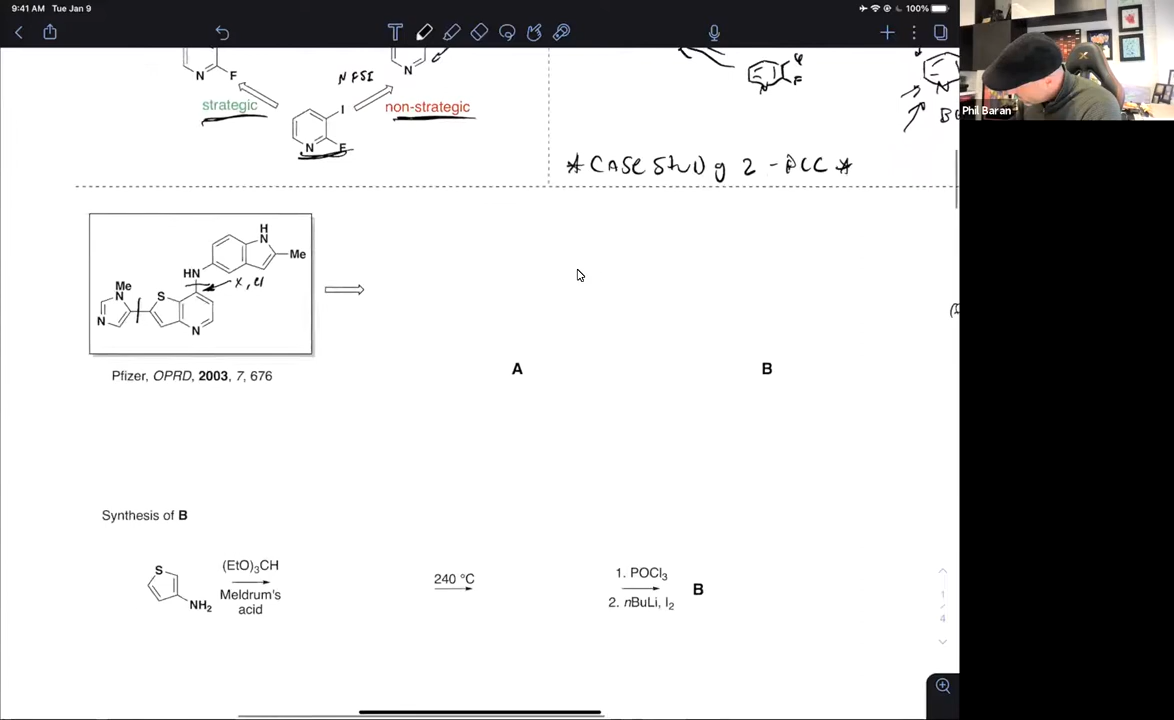 9:41 AM Tue Jan 9
100%
N
F
NFSI
N
F
N
strategic
non-strategic
I
N
F
Phil Baran
*CASE STUDY 2 - PCC*
H
N
Me
HN
X, Cl
Me
N
S
N
N
Pfizer, OPRD, 2003, 7, 676
A
B
Synthesis of B
S
NH2
(EtO)3CH
Meldrum's
acid
240 °C
1. POCl3
2. nBuLi, I2
B
1
/
4